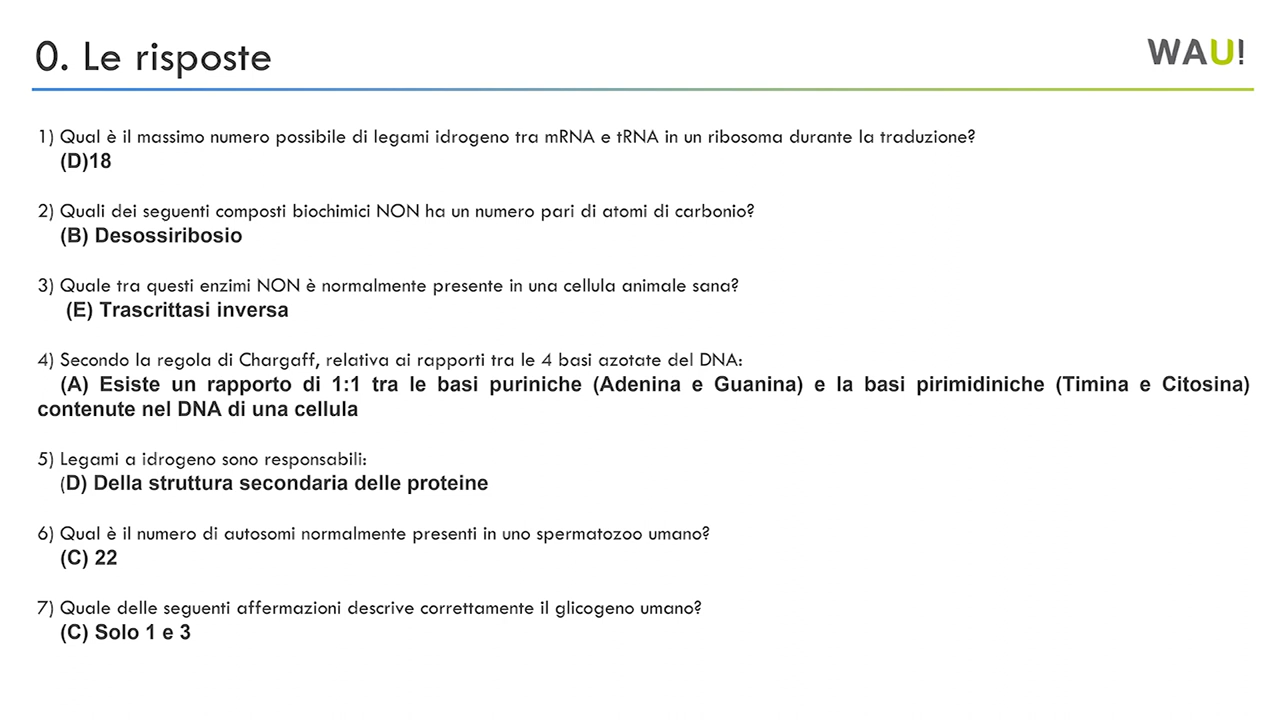 0. Le risposte
WAU!
1) Qual è il massimo numero possibile di legami idrogeno tra mRNA e tRNA in un ribosoma durante la traduzione?
(D)18
2) Quali dei seguenti composti biochimici NON ha un numero pari di atomi di carbonio?
(B) Desossiribosio
3) Quale tra questi enzimi NON è normalmente presente in una cellula animale sana?
(E) Trascrittasi inversa
4) Secondo la regola di Chargaff, relativa ai rapporti tra le 4 basi azotate del DNA:
(A) Esiste un rapporto di 1:1 tra le basi puriniche (Adenina e Guanina) e la basi pirimidiniche (Timina e Citosina)
contenute nel DNA di una cellula
5) Legami a idrogeno sono responsabili:
(D) Della struttura secondaria delle proteine
6) Qual è il numero di autosomi normalmente presenti in uno spermatozoo umano?
(C) 22
7) Quale delle seguenti affermazioni descrive correttamente il glicogeno umano?
(C) Solo 1 e 3